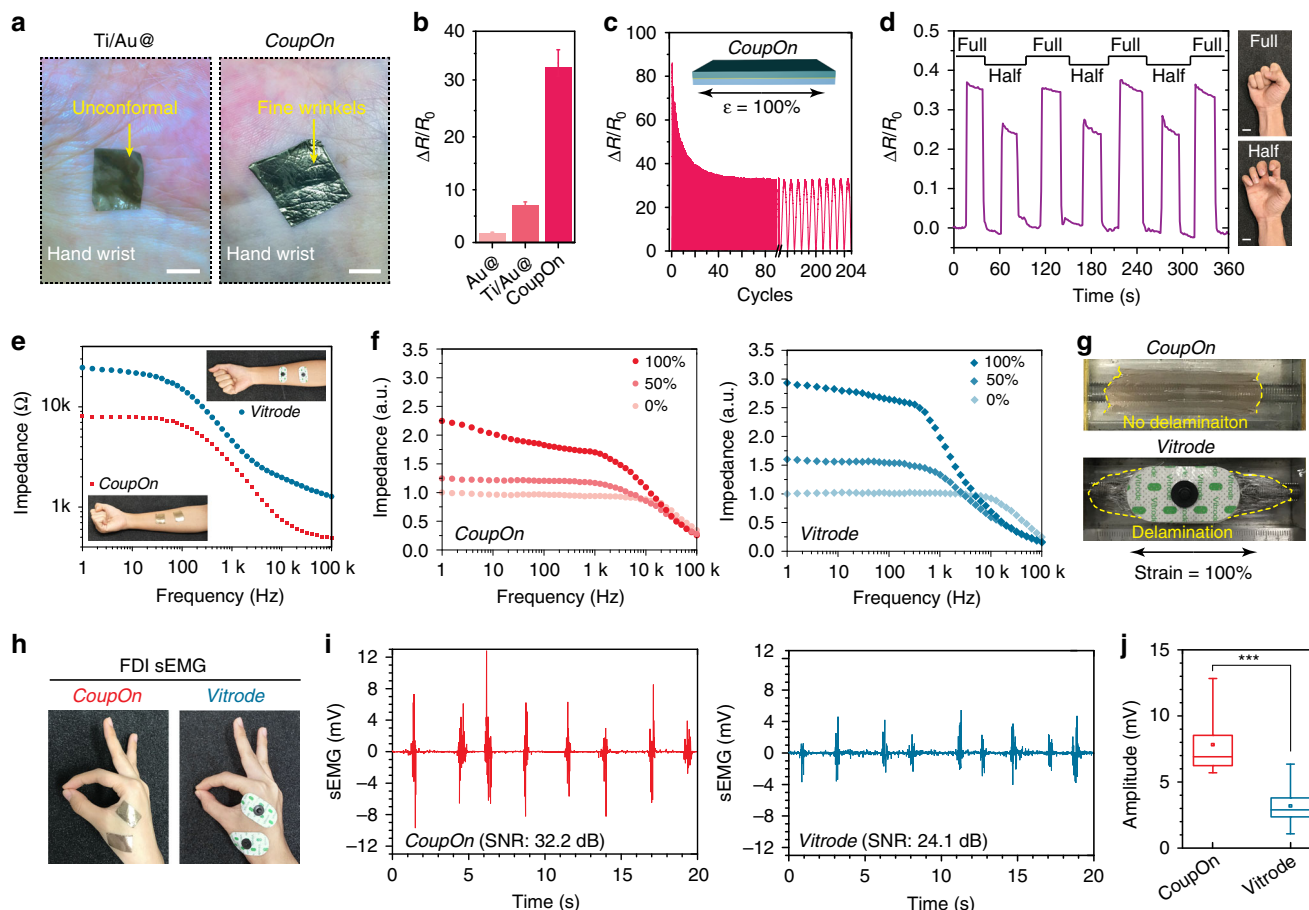 a
Ti/Au@
CoupOn
Unconformal
Fine wrinkels
Hand wrist
Hand wrist
b
40
30
20
10
0
ΔR/R0
Au@
Ti/Au@
CoupOn
c
100
80
60
40
20
0
ΔR/R0
CoupOn
ε = 100%
0 40 80 200 204
Cycles
d
0.5
0.4
0.3
0.2
0.1
0.0
ΔR/R0
Full Full Full Full
Half Half Half
0 60 120 180 240 300 360
Time (s)
Full
Half
e
10k
1k
Impedance (Ω)
Vitrode
CoupOn
1 10 100 1 k 10 k 100 k
Frequency (Hz)
f
3.5
3.0
2.5
2.0
1.5
1.0
0.5
0.0
Impedance (a.u.)
100%
50%
0%
CoupOn
1 10 100 1 k 10 k 100 k
Frequency (Hz)
3.5
3.0
2.5
2.0
1.5
1.0
0.5
0.0
Impedance (a.u.)
100%
50%
0%
Vitrode
1 10 100 1 k 10 k 100 k
Frequency (Hz)
g
CoupOn
No delaminaiton
Vitrode
Delamination
Strain = 100%
h
FDI sEMG
CoupOn
Vitrode
i
12
8
4
0
−4
−8
−12
sEMG (mV)
CoupOn (SNR: 32.2 dB)
0 5 10 15 20
Time (s)
12
8
4
0
−4
−8
−12
sEMG (mV)
Vitrode (SNR: 24.1 dB)
0 5 10 15 20
Time (s)
j
15
10
5
0
Amplitude (mV)
***
CoupOn
Vitrode